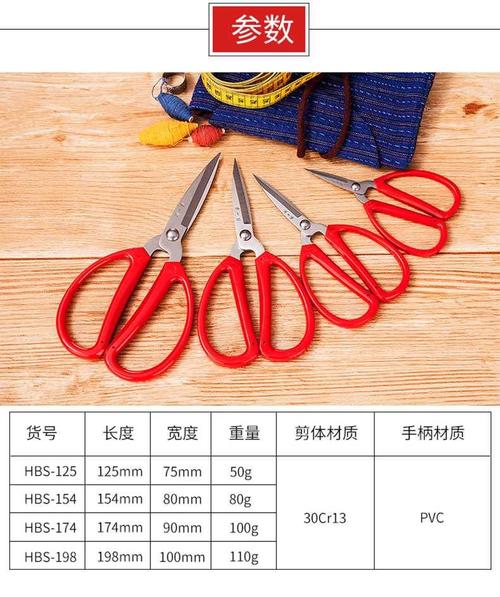 参数
货号 长度 宽度 重量 剪体材质 手柄材质
HBS-125 125mm 75mm 50g
HBS-154 154mm 80mm 80g
30Cr13 PVC
HBS-174 174mm 90mm 100g
HBS-198 198mm 100mm 110g